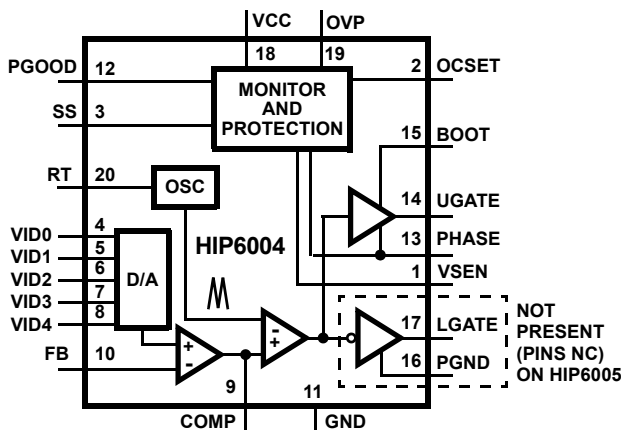 VCC OVP
18 19
PGOOD 12
2 OCSET
MONITOR
AND
PROTECTION
SS 3
15 BOOT
RT 20
OSC
14 UGATE
13 PHASE
1 VSEN
HIP6004
VID0 4
VID1 5
VID2 6
VID3 7
VID4 8
D/A
+
-
-
+
FB 10
9
COMP
11
GND
17 LGATE
16 PGND
NOT
PRESENT
(PINS NC)
ON HIP6005